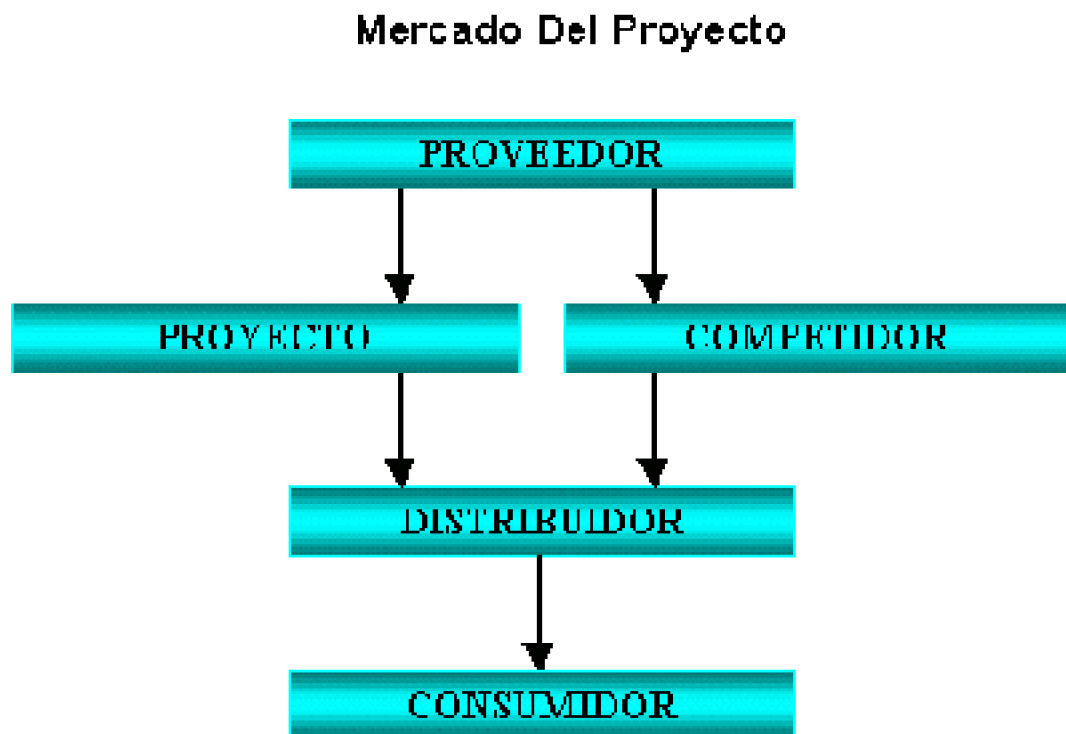 Mercado Del Proyecto
PROVEEDOR
PROYECTO
COMPETIDOR
DISTRIBUIDOR
CONSUMIDOR